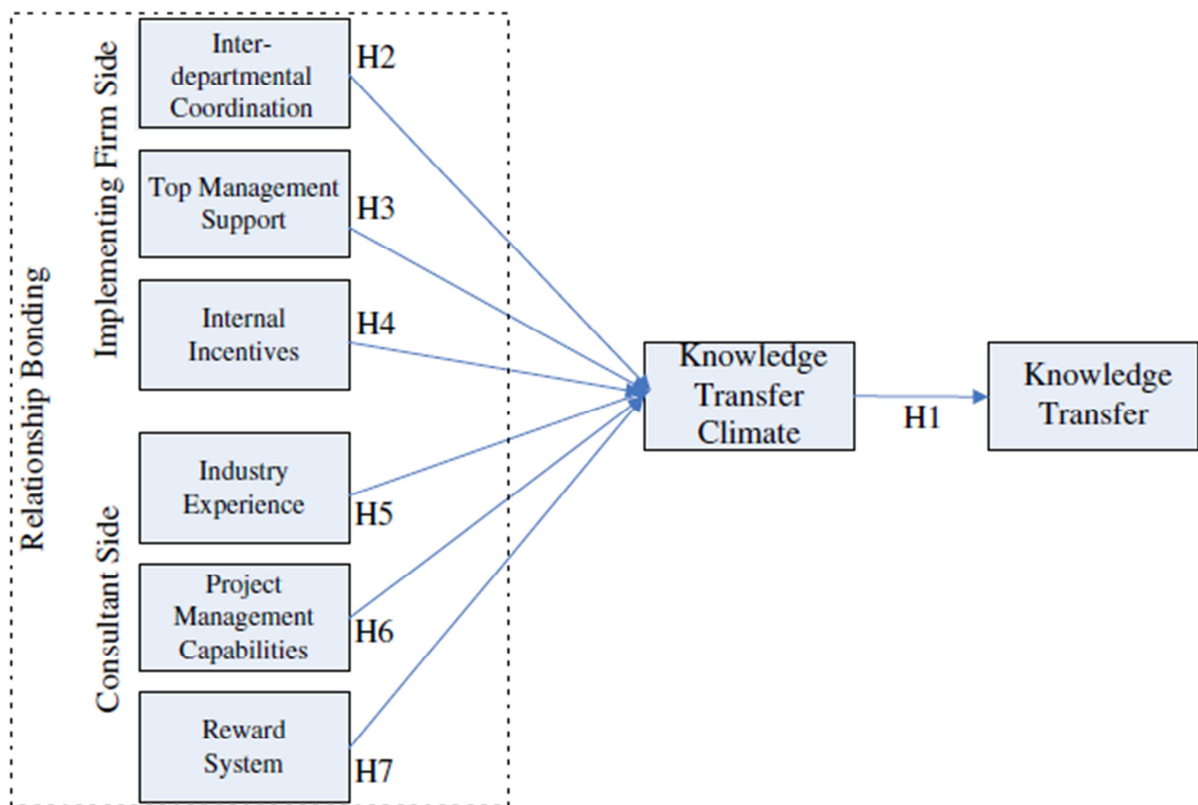 Relationship Bonding
Implementing Firm Side
Inter-
departmental
Coordination
H2
Top Management
Support
H3
Internal
Incentives
H4
Consultant Side
Industry
Experience
H5
Project
Management
Capabilities
H6
Reward
System
H7
Knowledge
Transfer
Climate
H1
Knowledge
Transfer